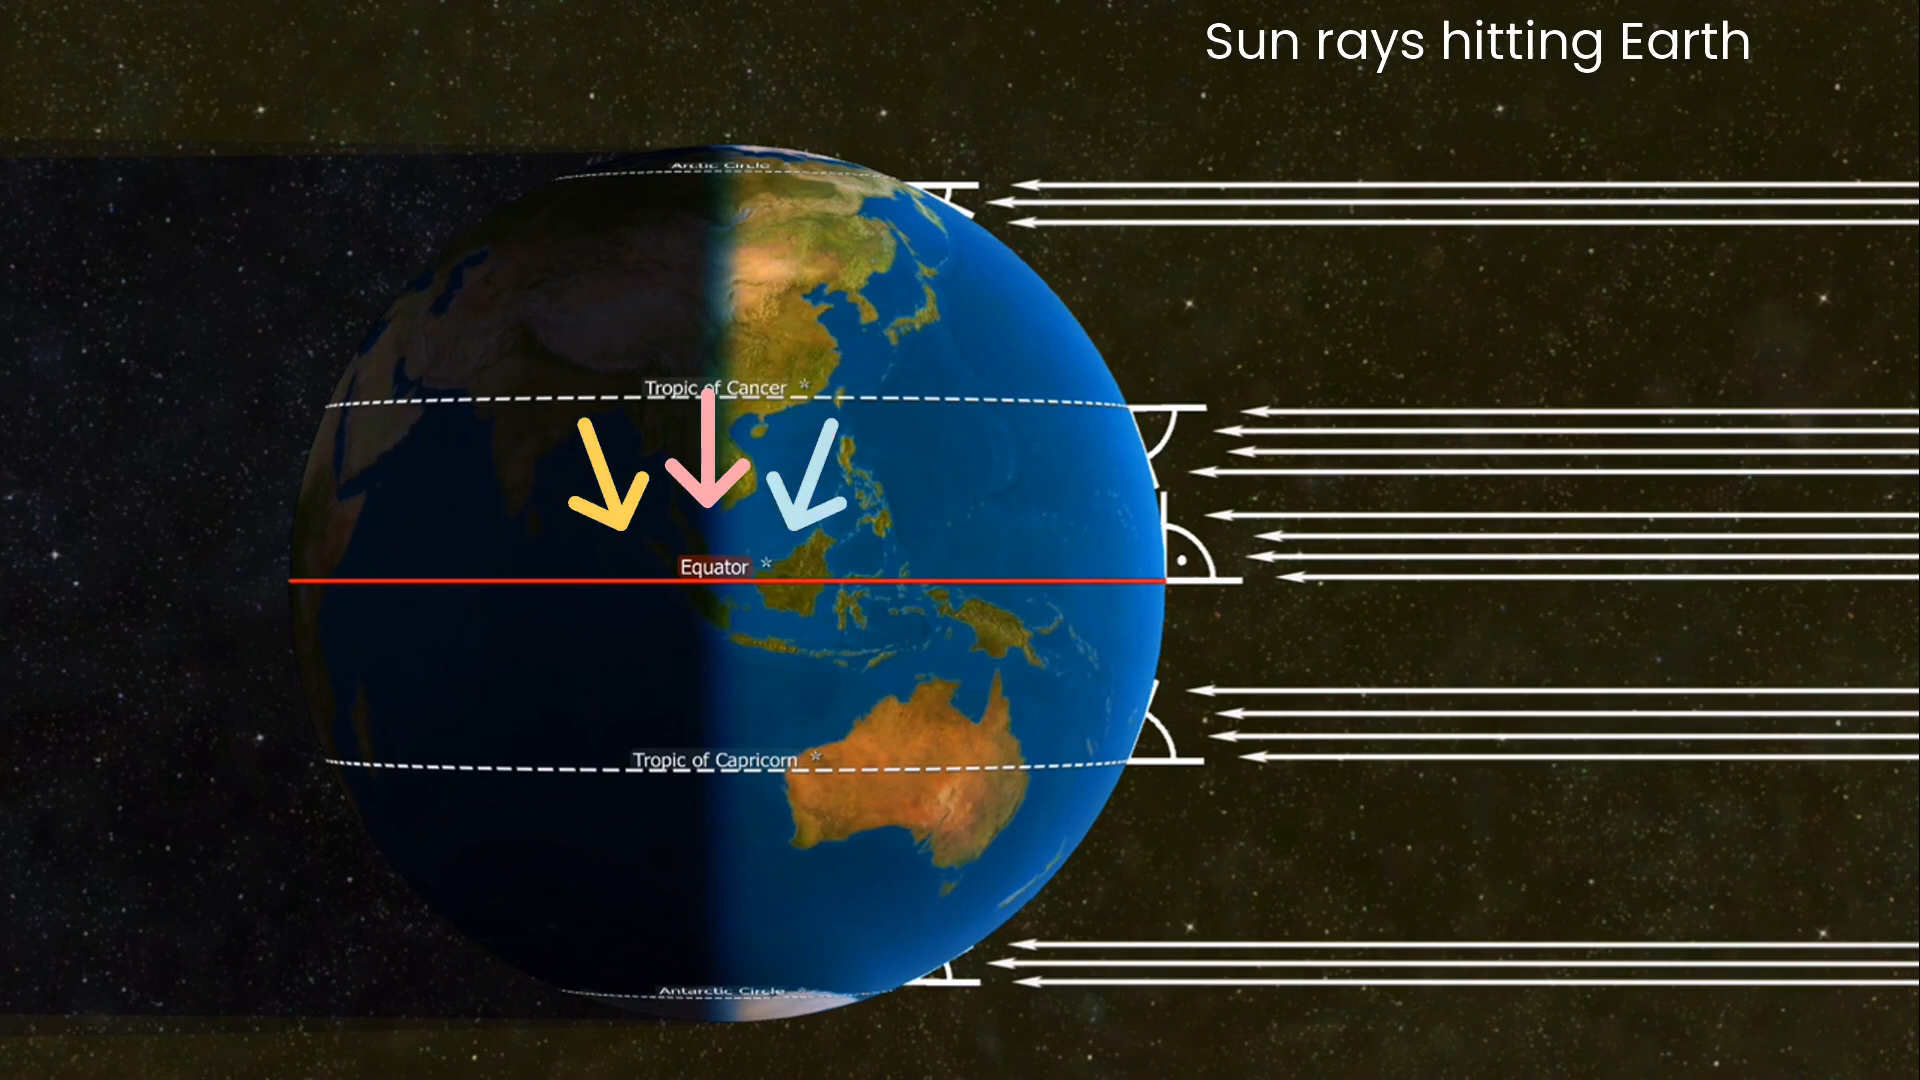 Sun rays hitting Earth
Arctic Circle
Tropic of Cancer
Equator
Tropic of Capricorn
Antarctic Circle